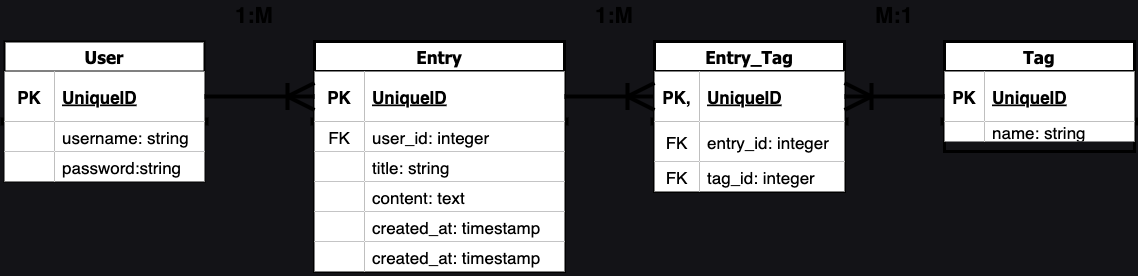 1:M
1:M
M:1
User
PK UniqueID
username: string
password:string
Entry
PK UniqueID
FK user_id: integer
title: string
content: text
created_at: timestamp
created_at: timestamp
Entry_Tag
PK, UniqueID
FK entry_id: integer
FK tag_id: integer
Tag
PK UniqueID
name: string